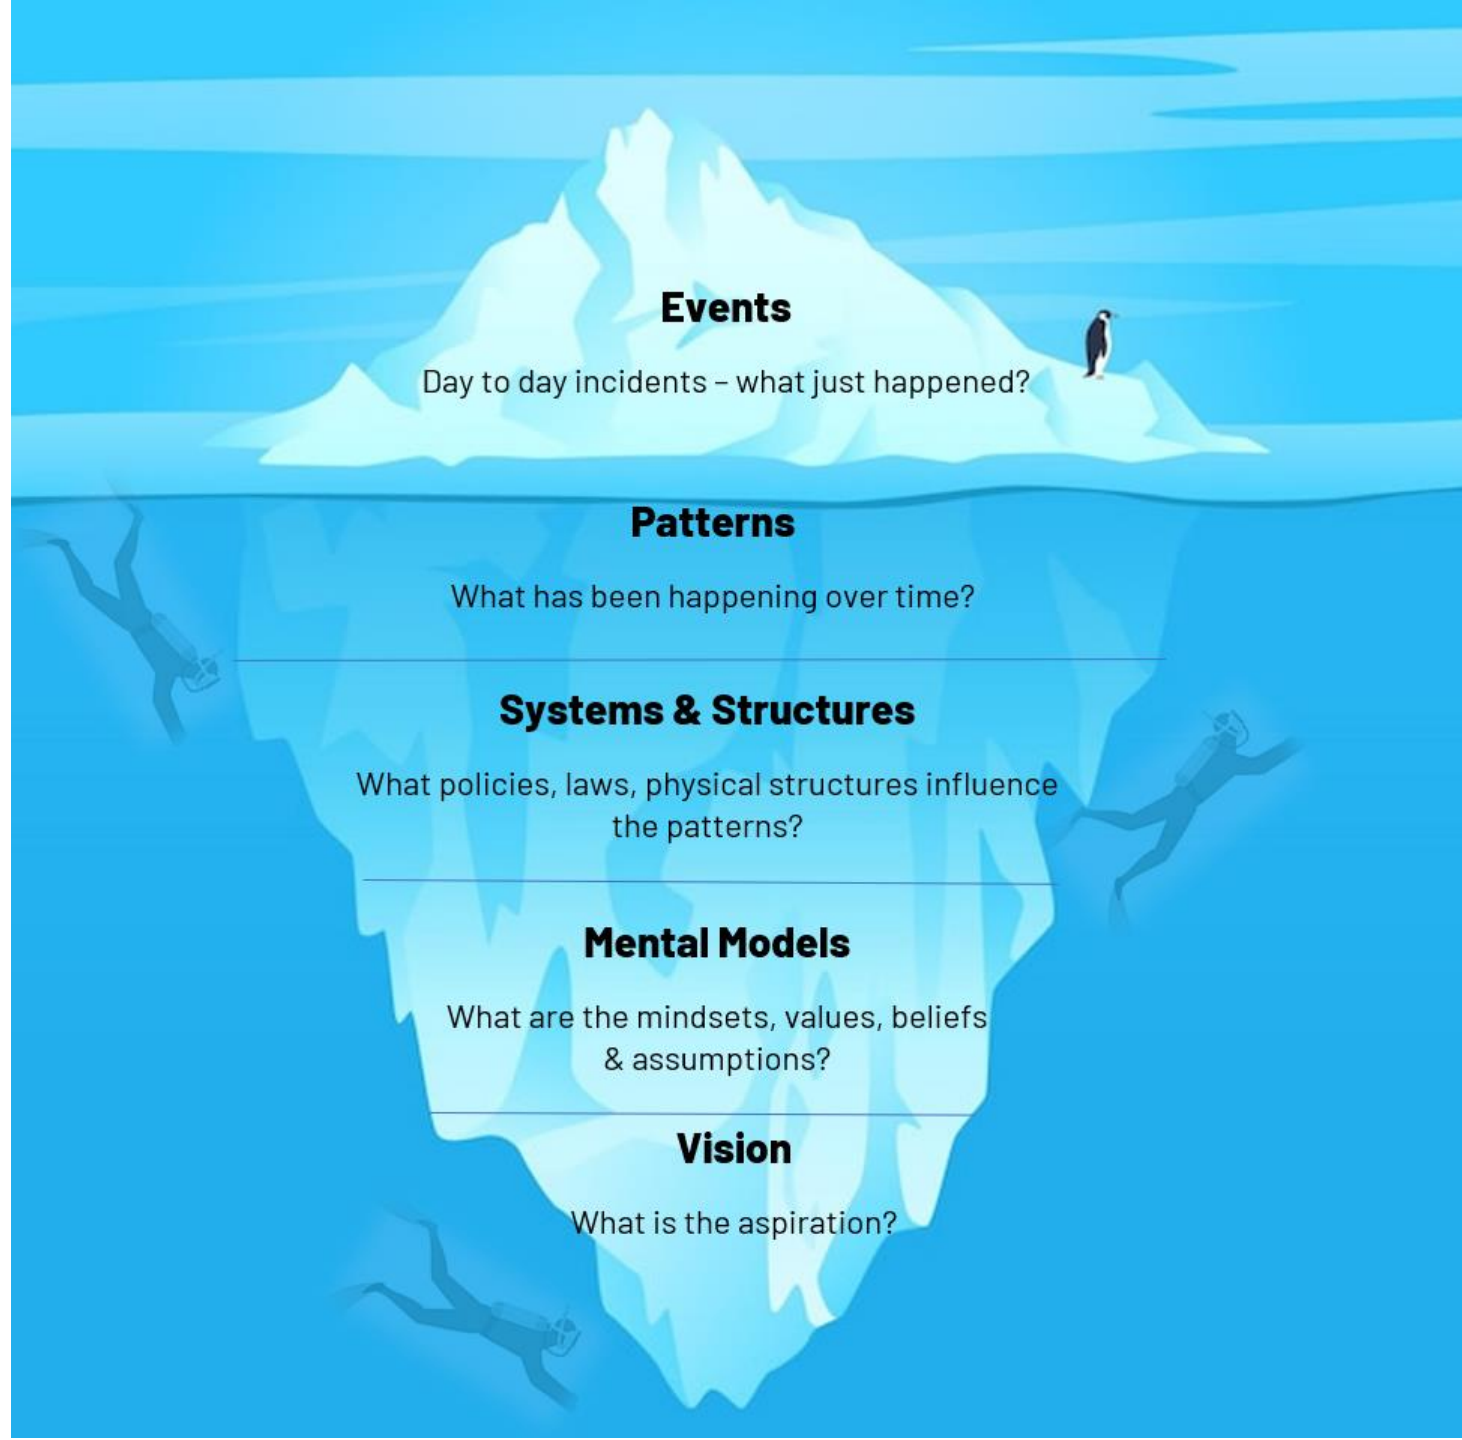 Events
Day to day incidents – what just happened?
Patterns
What has been happening over time?
Systems & Structures
What policies, laws, physical structures influence
the patterns?
Mental Models
What are the mindsets, values, beliefs
& assumptions?
Vision
What is the aspiration?